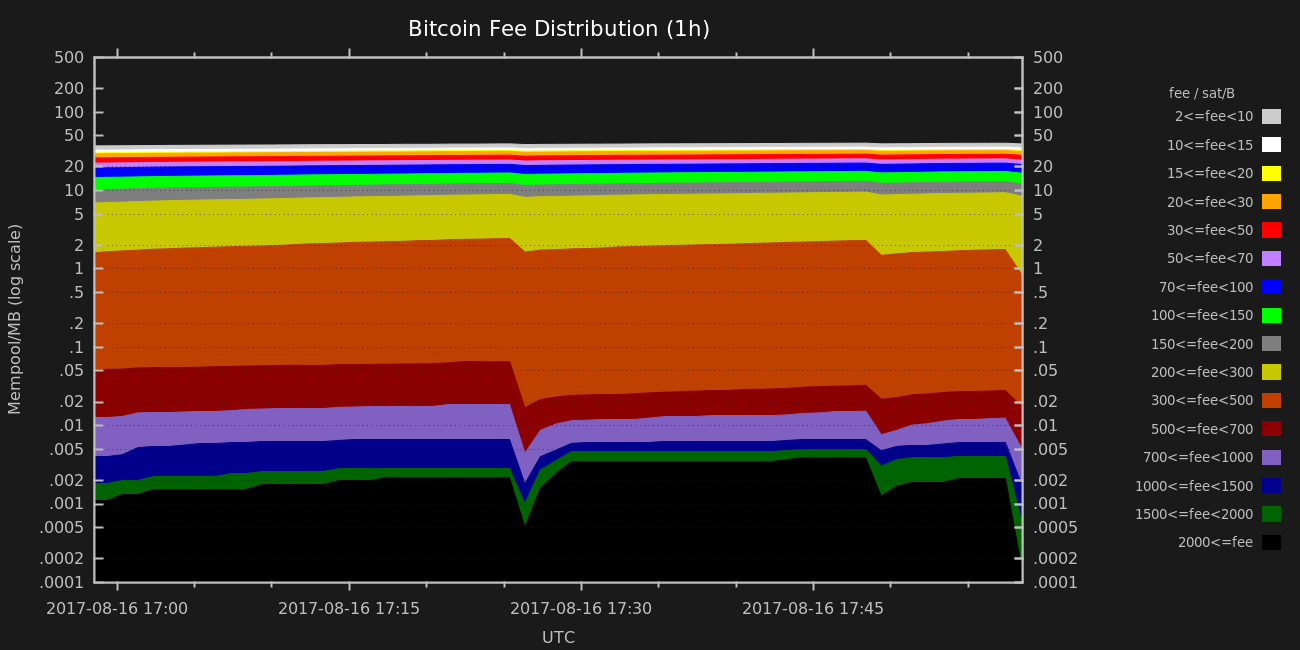 Bitcoin Fee Distribution (1h)
500
200
100
50
20
10
5
2
1
.5
.2
.1
.05
.02
.01
.005
.002
.001
.0005
.0002
.0001
Mempool/MB (log scale)
500
200
100
50
20
10
5
2
1
.5
.2
.1
.05
.02
.01
.005
.002
.001
.0005
.0002
.0001
2017-08-16 17:00
2017-08-16 17:15
2017-08-16 17:30
2017-08-16 17:45
UTC
fee / sat/B
2<=fee<10
10<=fee<15
15<=fee<20
20<=fee<30
30<=fee<50
50<=fee<70
70<=fee<100
100<=fee<150
150<=fee<200
200<=fee<300
300<=fee<500
500<=fee<700
700<=fee<1000
1000<=fee<1500
1500<=fee<2000
2000<=fee